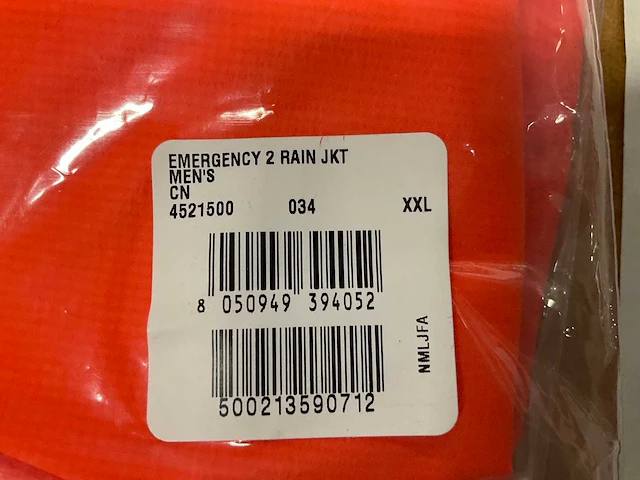 EMERGENCY 2 RAIN JKT
MEN'S
CN
4521500 034 XXL
8 050949 394052
NMLJFA
500213590712